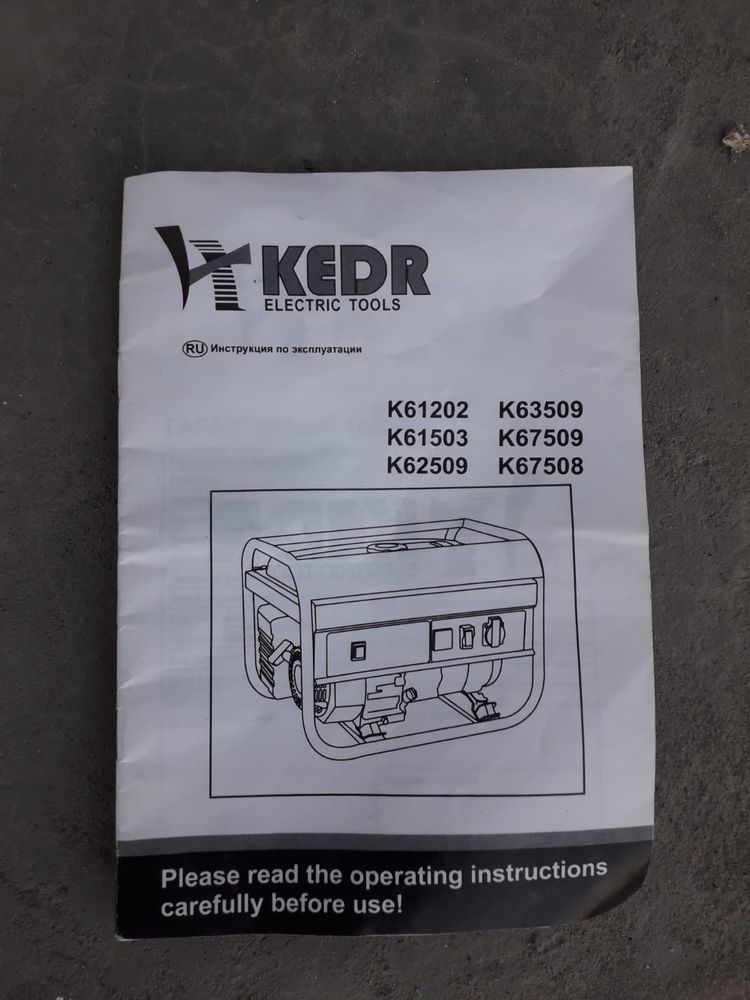 KEDR
ELECTRIC TOOLS
RU Инструкция по эксплуатации
K61202 K63509
K61503 K67509
K62509 K67508
Please read the operating instructions
carefully before use!